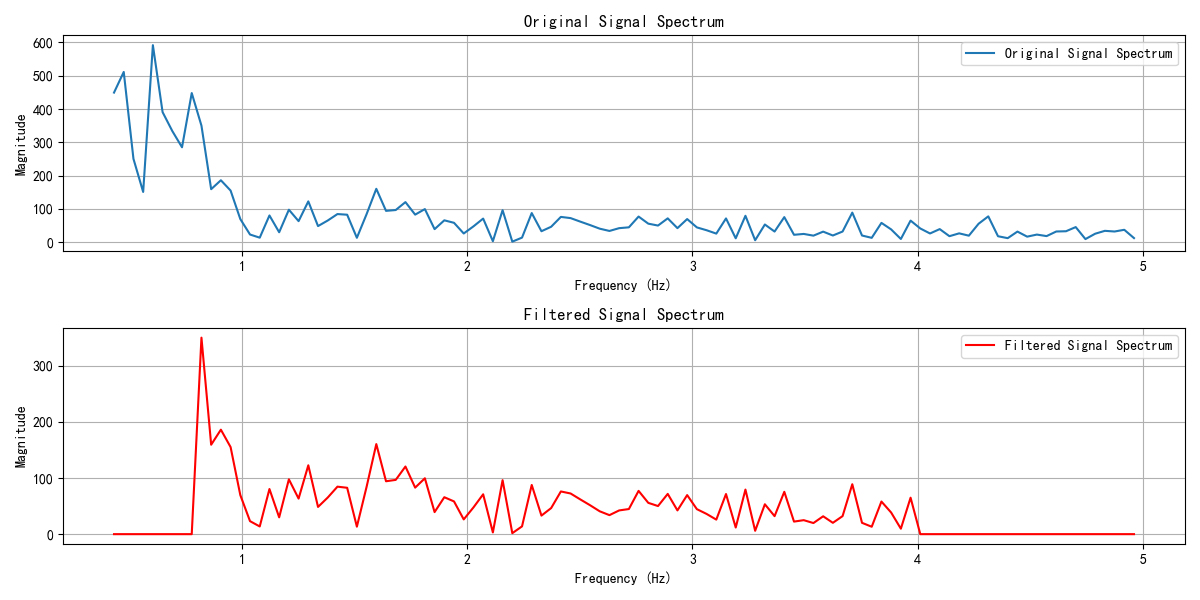 Original Signal Spectrum
600
500
400
300
200
100
0
Magnitude
Original Signal Spectrum
1 2 3 4 5
Frequency (Hz)
Filtered Signal Spectrum
300
200
100
0
Magnitude
Filtered Signal Spectrum
1 2 3 4 5
Frequency (Hz)